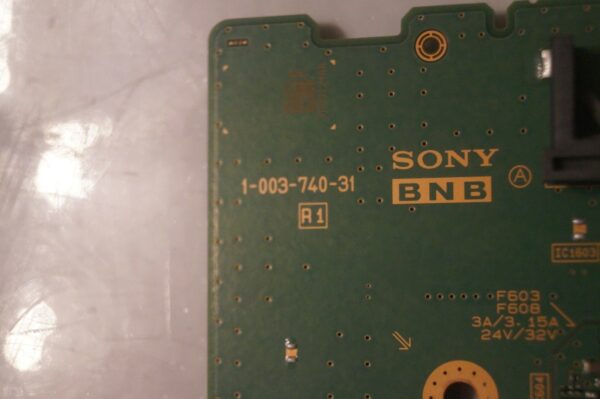 SONY
1-003-740-31
BNB
A
R1
IC1603
F603
F608
3A/3.15A
24V/32V